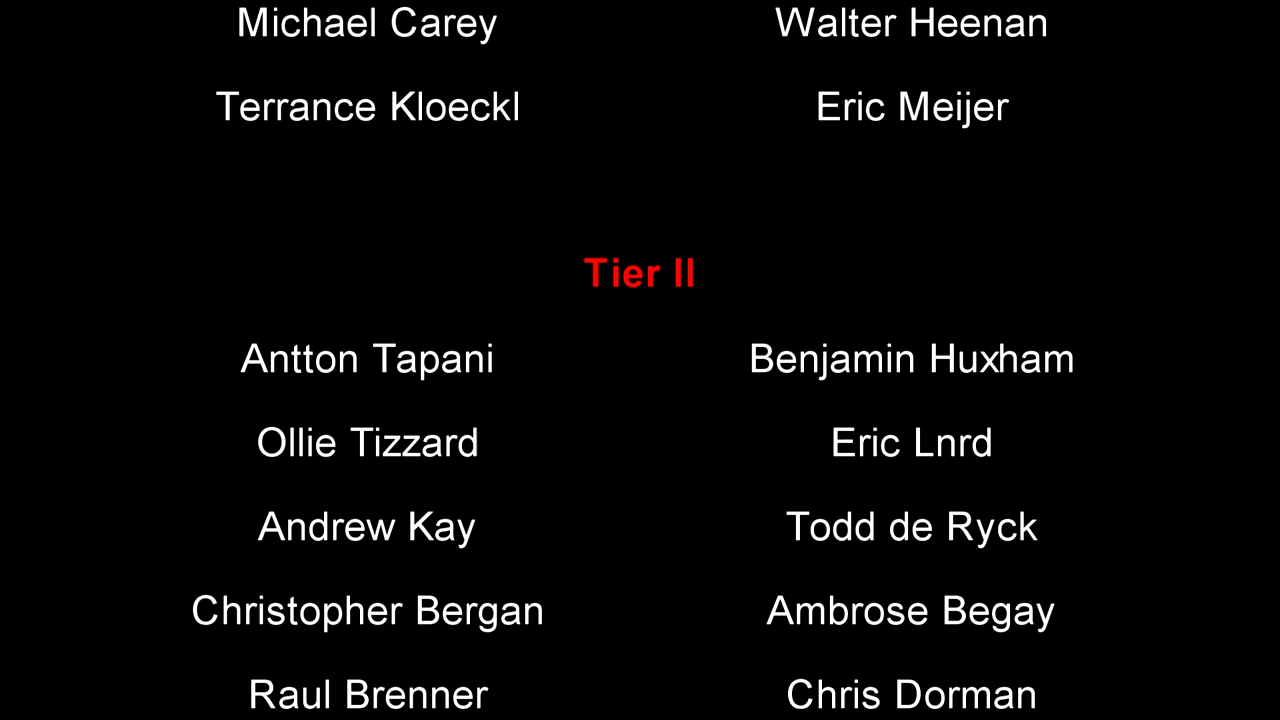 Michael Carey Walter Heenan
Terrance Kloeckl Eric Meijer
Tier II
Antton Tapani Benjamin Huxham
Ollie Tizzard Eric Lnrd
Andrew Kay Todd de Ryck
Christopher Bergan Ambrose Begay
Raul Brenner Chris Dorman